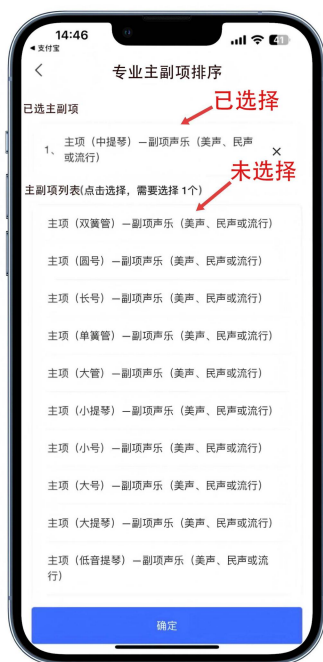 14:46
41
支付宝
专业主副项排序
已选主副项
已选择
1、
主项（中提琴）—副项声乐（美声、民声
或流行）
未选择
主副项列表(点击选择，需要选择 1个)
主项（双簧管）—副项声乐（美声、民声或流行）
主项（圆号）—副项声乐（美声、民声或流行）
主项（长号）—副项声乐（美声、民声或流行）
主项（单簧管）—副项声乐（美声、民声或流行）
主项（大管）—副项声乐（美声、民声或流行）
主项（小提琴）—副项声乐（美声、民声或流行）
主项（小号）—副项声乐（美声、民声或流行）
主项（大号）—副项声乐（美声、民声或流行）
主项（大提琴）—副项声乐（美声、民声或流行）
主项（低音提琴）—副项声乐（美声、民声或流
行）
确定